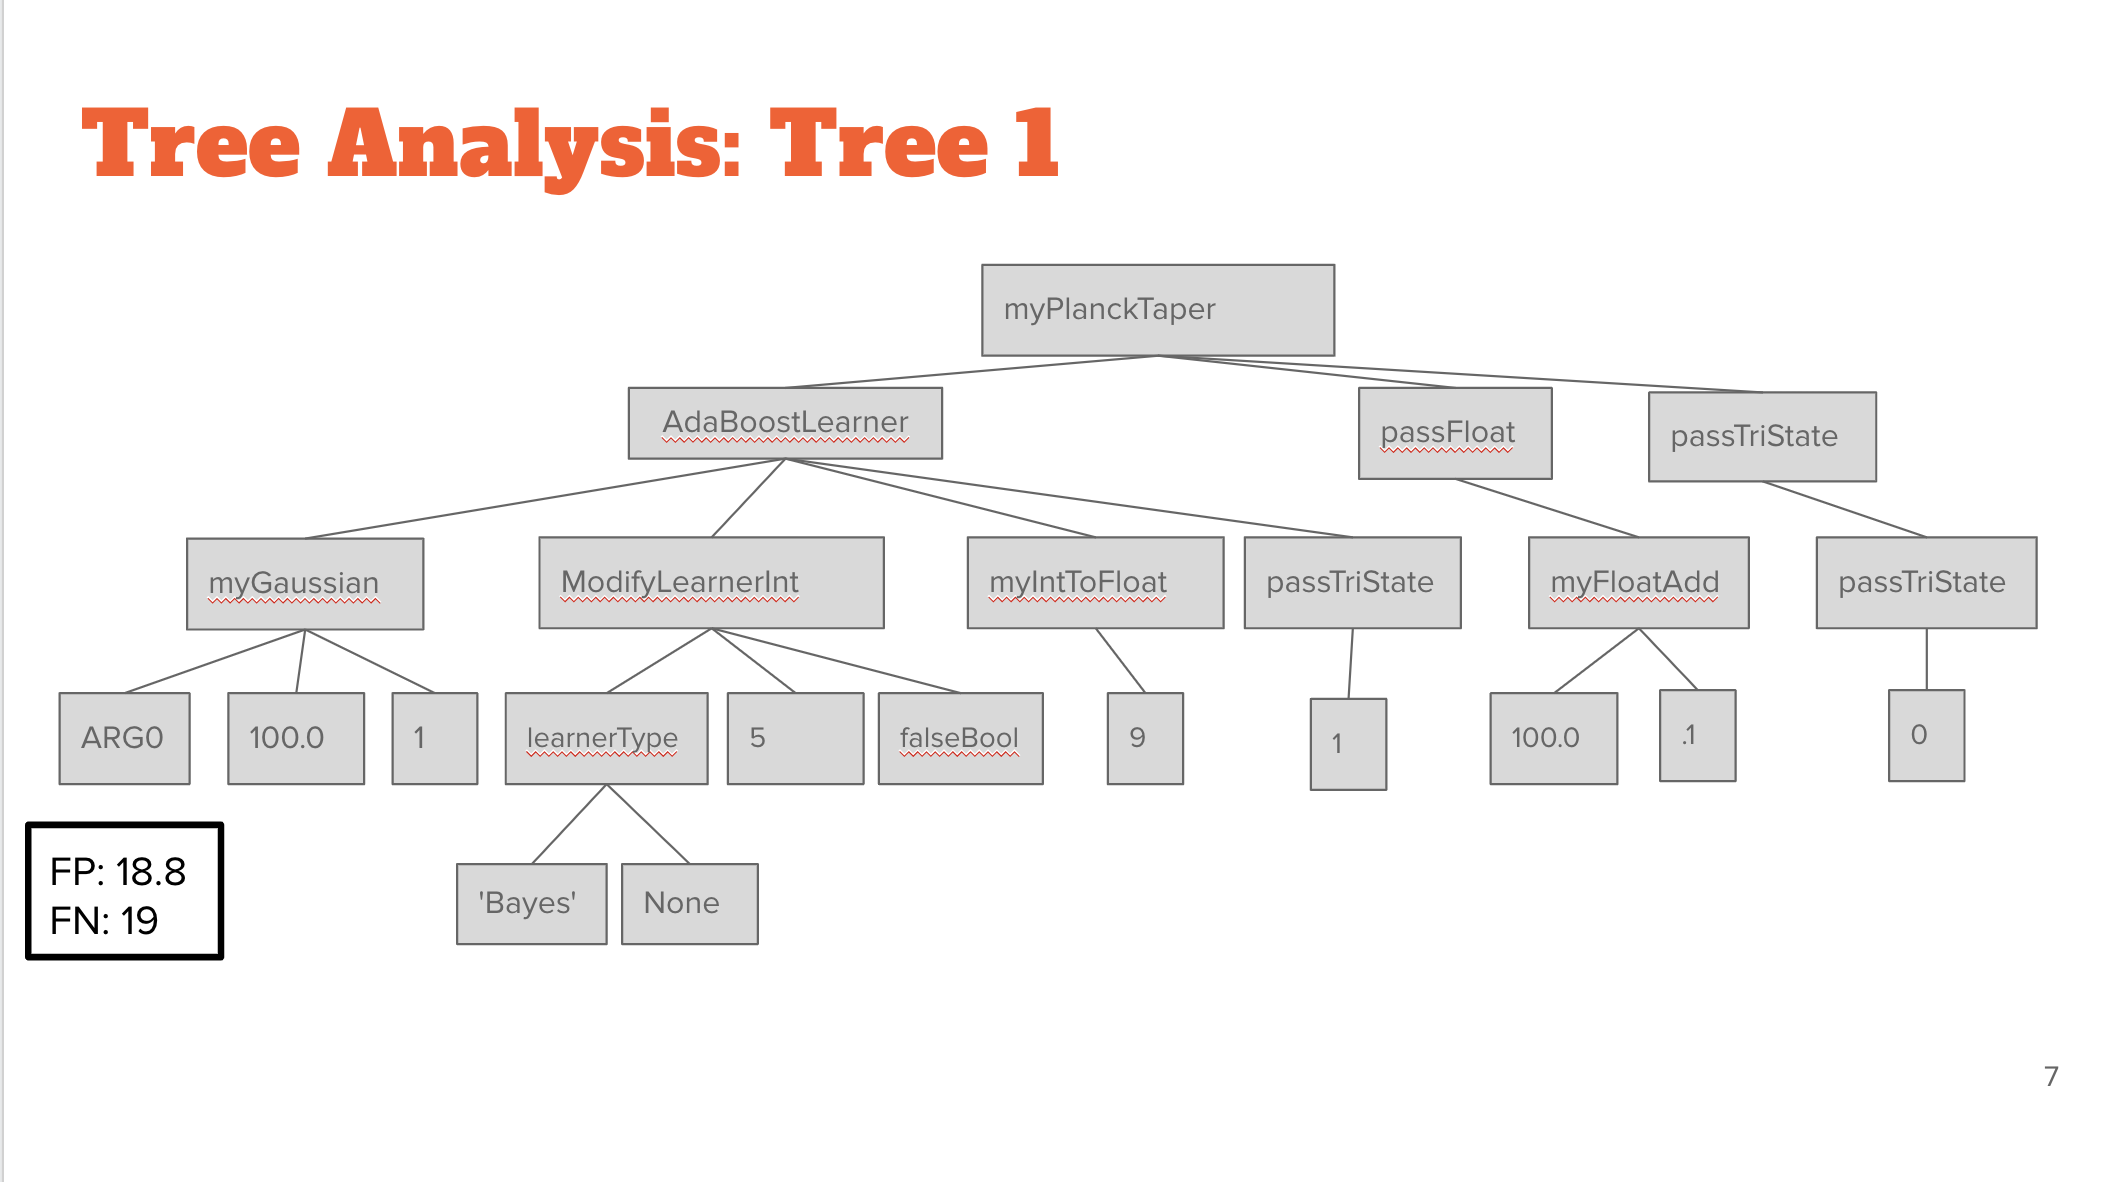 Tree Analysis: Tree 1
myPlanckTaper
AdaBoostLearner
passFloat
passTriState
myGaussian
ModifyLearnerInt
myIntToFloat
passTriState
myFloatAdd
passTriState
ARG0
100.0
1
learnerType
5
falseBool
9
1
100.0
.1
0
'Bayes'
None
FP: 18.8
FN: 19
7